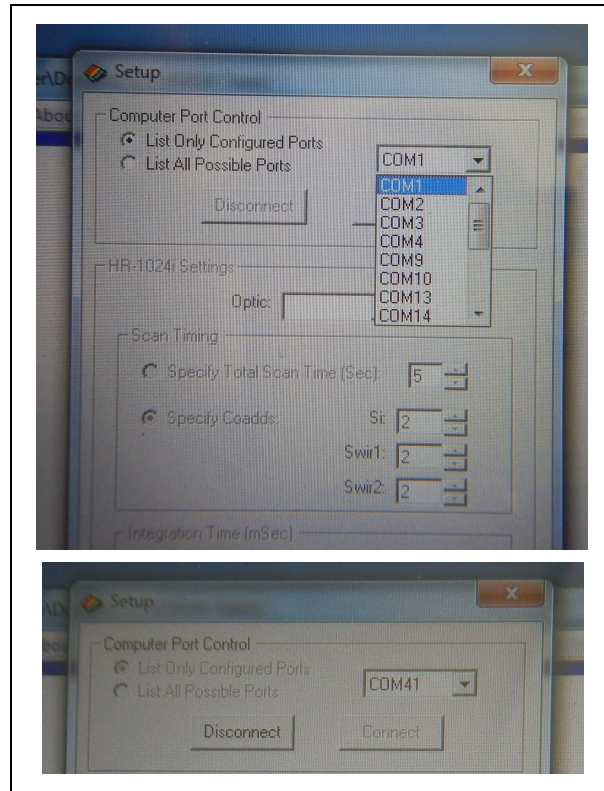 Setup
Abou
Computer Port Control
List Only Configured Ports
List All Possible Ports
COM1
Disconnect
COM1
COM2
COM3
COM4
COM9
COM10
COM13
COM14
HR-1024i Settings
Optic:
Scan Timing
Specify Total Scan Time (Sec): 5
Specify Coadds: Si: 2
Swir1: 2
Swir2: 2
Integration Time (mSec)
Setup
Computer Port Control
List Only Configured Ports
List All Possible Ports
COM41
Disconnect Connect